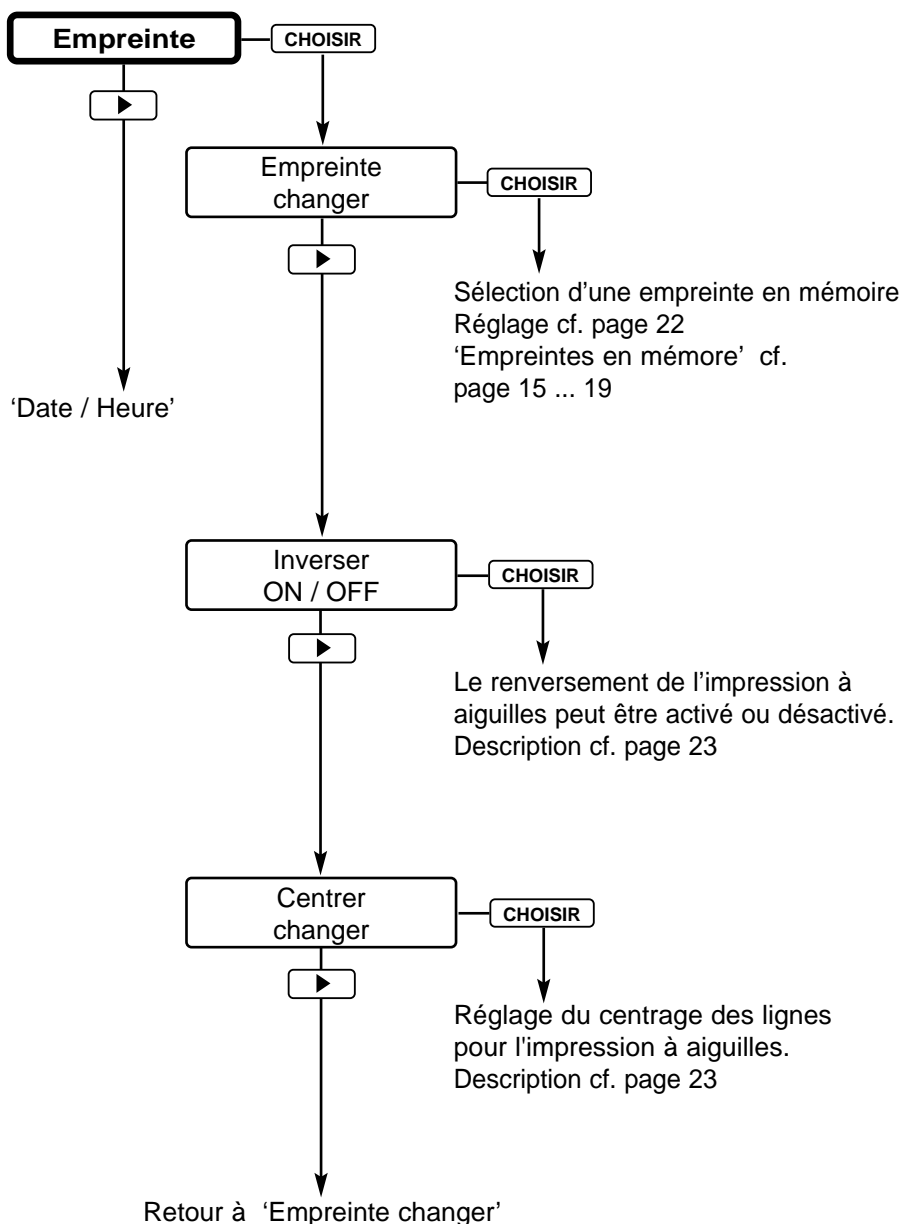 Empreinte
CHOISIR
Empreinte
changer
CHOISIR
Sélection d’une empreinte en mémoire
Réglage cf. page 22
‘Empreintes en mémore’ cf.
page 15 ... 19
‘Date / Heure’
Inverser
ON / OFF
CHOISIR
Le renversement de l’impression à
aiguilles peut être activé ou désactivé.
Description cf. page 23
Centrer
changer
CHOISIR
Réglage du centrage des lignes
pour l'impression à aiguilles.
Description cf. page 23
Retour à ‘Empreinte changer’